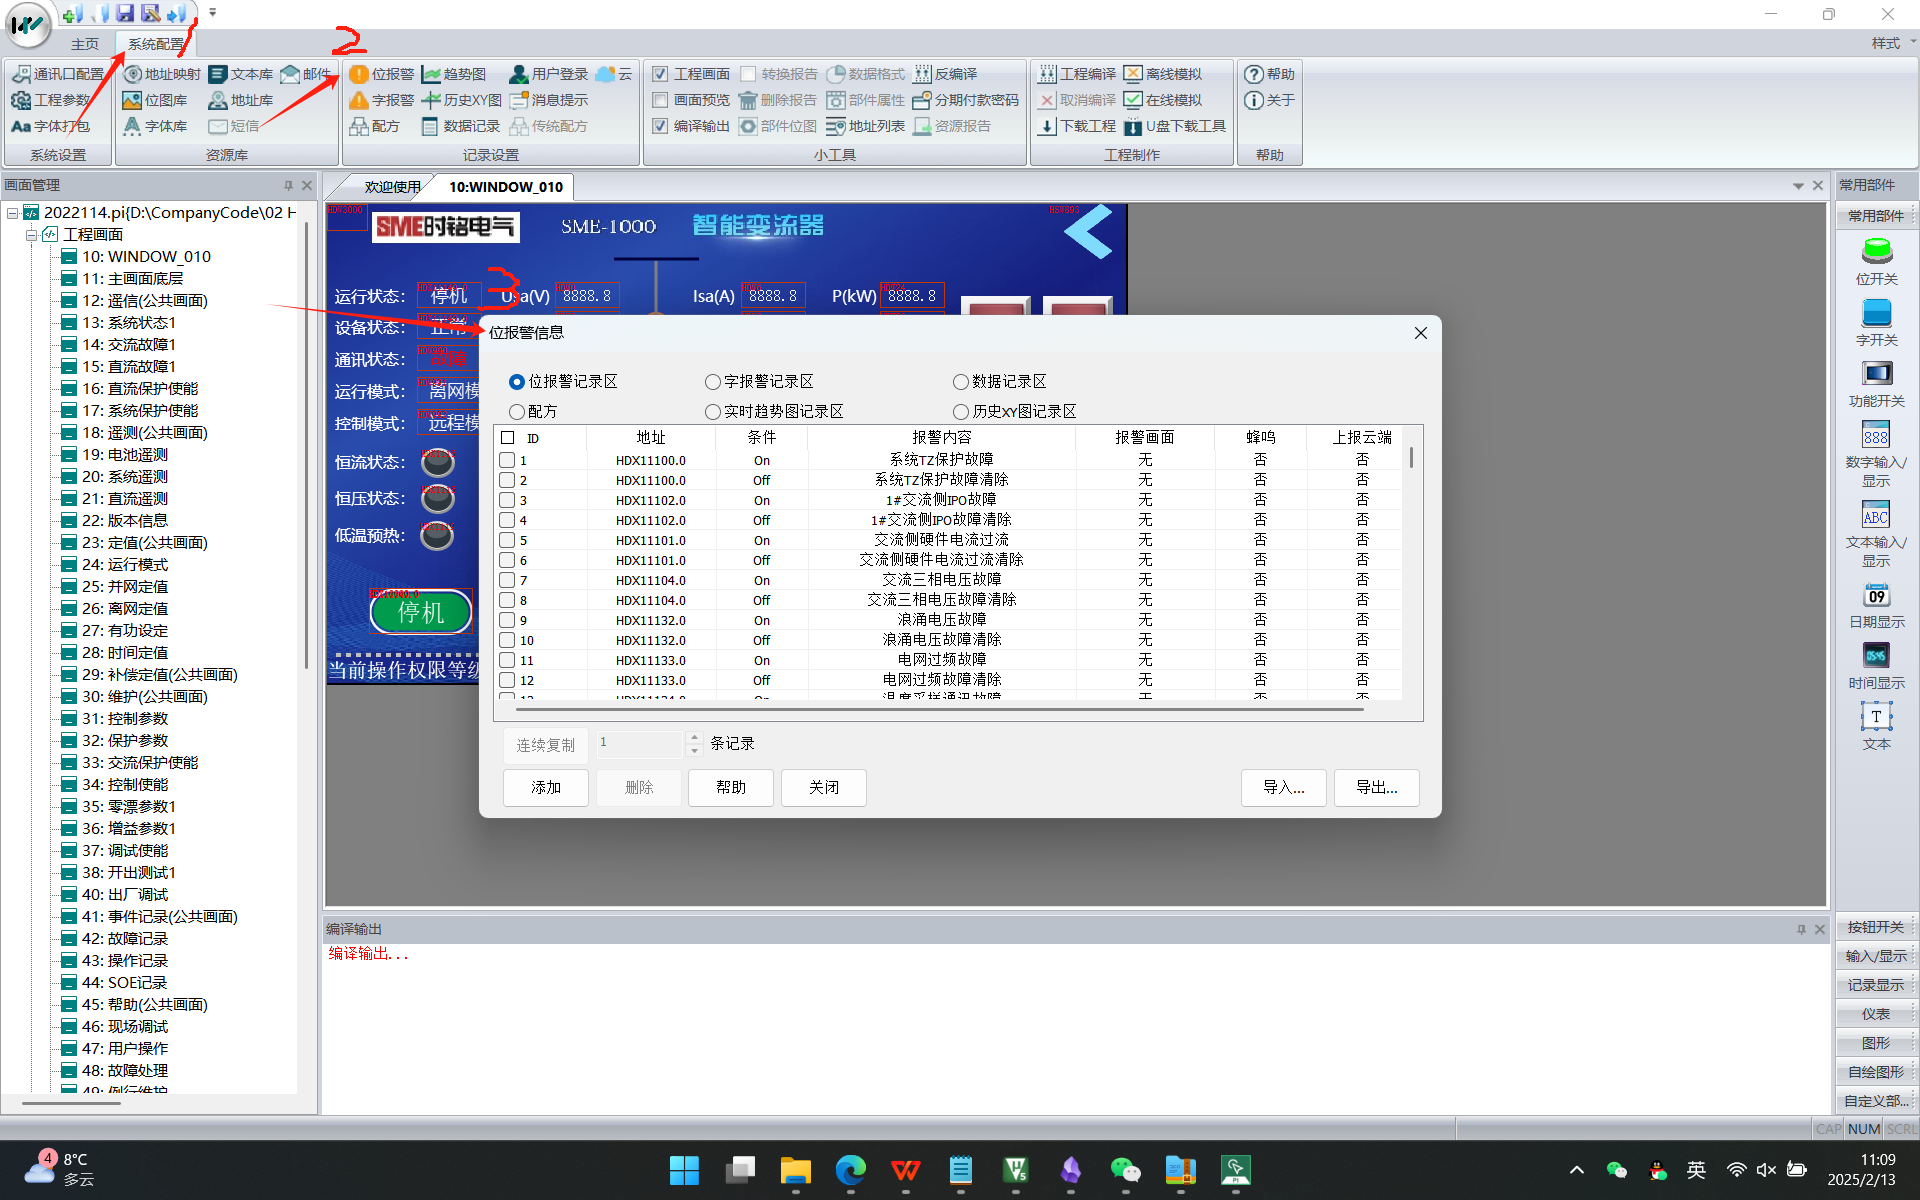 主页
系统配置
1
2
样式
通讯口配置
地址映射
文本库
邮件
位报警
趋势图
用户登录
云
工程画面
转换报告
数据格式
反编译
工程编译
离线模拟
帮助
工程参数
位图库
地址库
字报警
历史XY图
消息提示
画面预览
删除报告
部件属性
分期付款密码
取消编译
在线模拟
关于
Aa字体打包
字体库
短信
配方
数据记录
传统配方
编译输出
部件位图
地址列表
资源报告
下载工程
U盘下载工具
系统设置
资源库
记录设置
小工具
工程制作
帮助
画面管理
欢迎使用
10:WINDOW_010
常用部件
2022114.pi{D:\CompanyCode\02 H
工程画面
10: WINDOW_010
11: 主画面底层
12: 遥信(公共画面)
13: 系统状态1
14: 交流故障1
15: 直流故障1
16: 直流保护使能
17: 系统保护使能
18: 遥测(公共画面)
19: 电池遥测
20: 系统遥测
21: 直流遥测
22: 版本信息
23: 定值(公共画面)
24: 运行模式
25: 并网定值
26: 离网定值
27: 有功设定
28: 时间定值
29: 补偿定值(公共画面)
30: 维护(公共画面)
31: 控制参数
32: 保护参数
33: 交流保护使能
34: 控制使能
35: 零漂参数1
36: 增益参数1
37: 调试使能
38: 开出测试1
40: 出厂调试
41: 事件记录(公共画面)
42: 故障记录
43: 操作记录
44: SOE记录
45: 帮助(公共画面)
46: 现场调试
47: 用户操作
48: 故障处理
49: 例行维护
SME时铭电气
SME-1000
智能变流器
运行状态:
停机
3
Usa(V)
8888.8
Isa(A)
8888.8
P(kW)
8888.8
设备状态:
正常
通讯状态:
运行模式:
离网模
控制模式:
远程模
恒流状态:
恒压状态:
低温预热:
停机
当前操作权限等级
位报警信息
位报警记录区
字报警记录区
数据记录区
配方
实时趋势图记录区
历史XY图记录区
ID 地址 条件 报警内容 报警画面 蜂鸣 上报云端
1 HDX11100.0 On 系统TZ保护故障 无 否 否
2 HDX11100.0 Off 系统TZ保护故障清除 无 否 否
3 HDX11102.0 On 1#交流侧IPO故障 无 否 否
4 HDX11102.0 Off 1#交流侧IPO故障清除 无 否 否
5 HDX11101.0 On 交流侧硬件电流过流 无 否 否
6 HDX11101.0 Off 交流侧硬件电流过流清除 无 否 否
7 HDX11104.0 On 交流三相电压故障 无 否 否
8 HDX11104.0 Off 交流三相电压故障清除 无 否 否
9 HDX11132.0 On 浪涌电压故障 无 否 否
10 HDX11132.0 Off 浪涌电压故障清除 无 否 否
11 HDX11133.0 On 电网过频故障 无 否 否
12 HDX11133.0 Off 电网过频故障清除 无 否 否
连续复制
1
条记录
添加
删除
帮助
关闭
导入...
导出...
编译输出
编译输出...
常用部件
位开关
字开关
功能开关
888
数字输入/
显示
ABC
文本输入/
显示
09
日期显示
05:45
时间显示
T
文本
按钮开关
输入/显示
记录显示
仪表
图形
自绘图形
自定义部...
CAP NUM SCRL
4
8°C
多云
英
11:09
2025/2/13